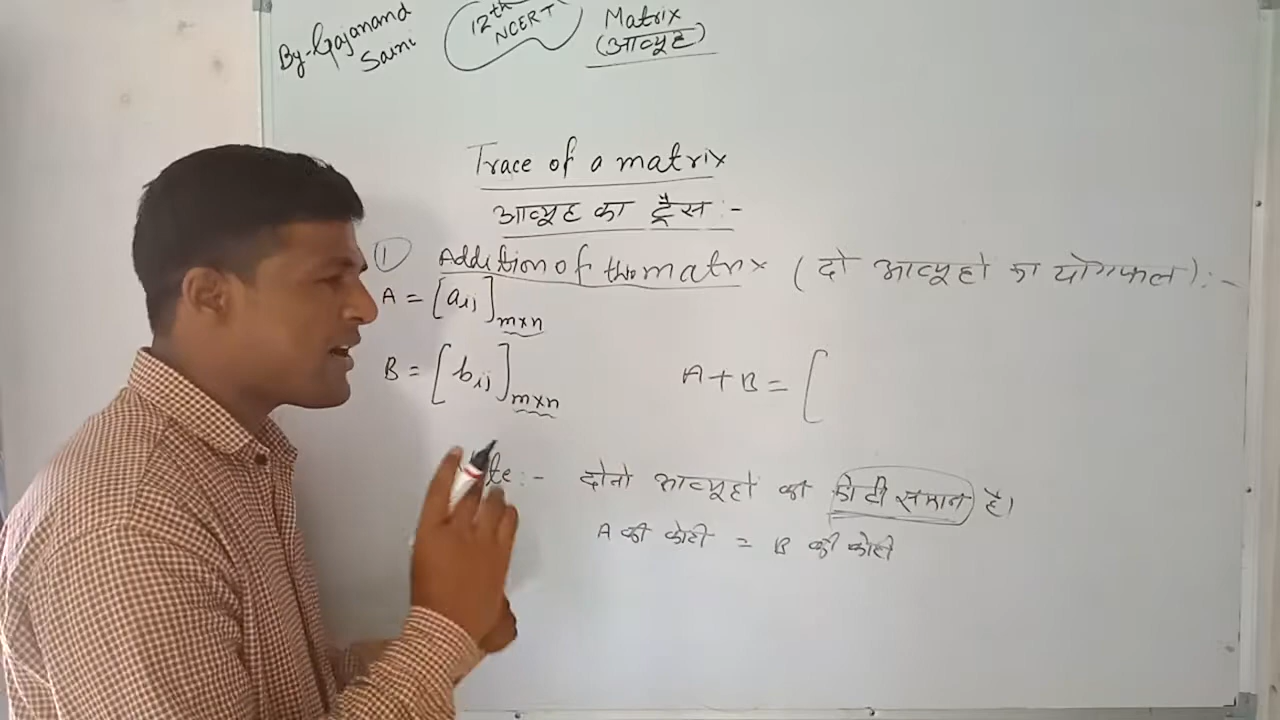 By-Gajanand
Saini
12th
NCERT
Matrix
(आव्यूह)
Trace of a matrix
आव्यूह का ट्रैस :-
① Addition of two matrix ( दो आव्यूहो का योगफल ) :-
A = [aij]m×n
B = [bij]m×n
A + B = [
te :- दोनो आव्यूहो की कोटी समान है।
A की कोटी = B की कोटी